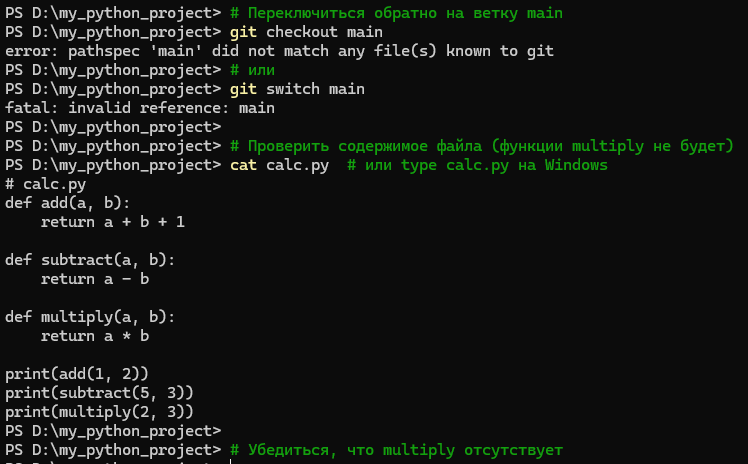 PS D:\my_python_project> # Переключиться обратно на ветку main
PS D:\my_python_project> git checkout main
error: pathspec 'main' did not match any file(s) known to git
PS D:\my_python_project> # или
PS D:\my_python_project> git switch main
fatal: invalid reference: main
PS D:\my_python_project>
PS D:\my_python_project> # Проверить содержимое файла (функции multiply не будет)
PS D:\my_python_project> cat calc.py  # или type calc.py на Windows
# calc.py
def add(a, b):
    return a + b + 1

def subtract(a, b):
    return a - b

def multiply(a, b):
    return a * b

print(add(1, 2))
print(subtract(5, 3))
print(multiply(2, 3))
PS D:\my_python_project>
PS D:\my_python_project> # Убедиться, что multiply отсутствует
PS D:\my_python_project>